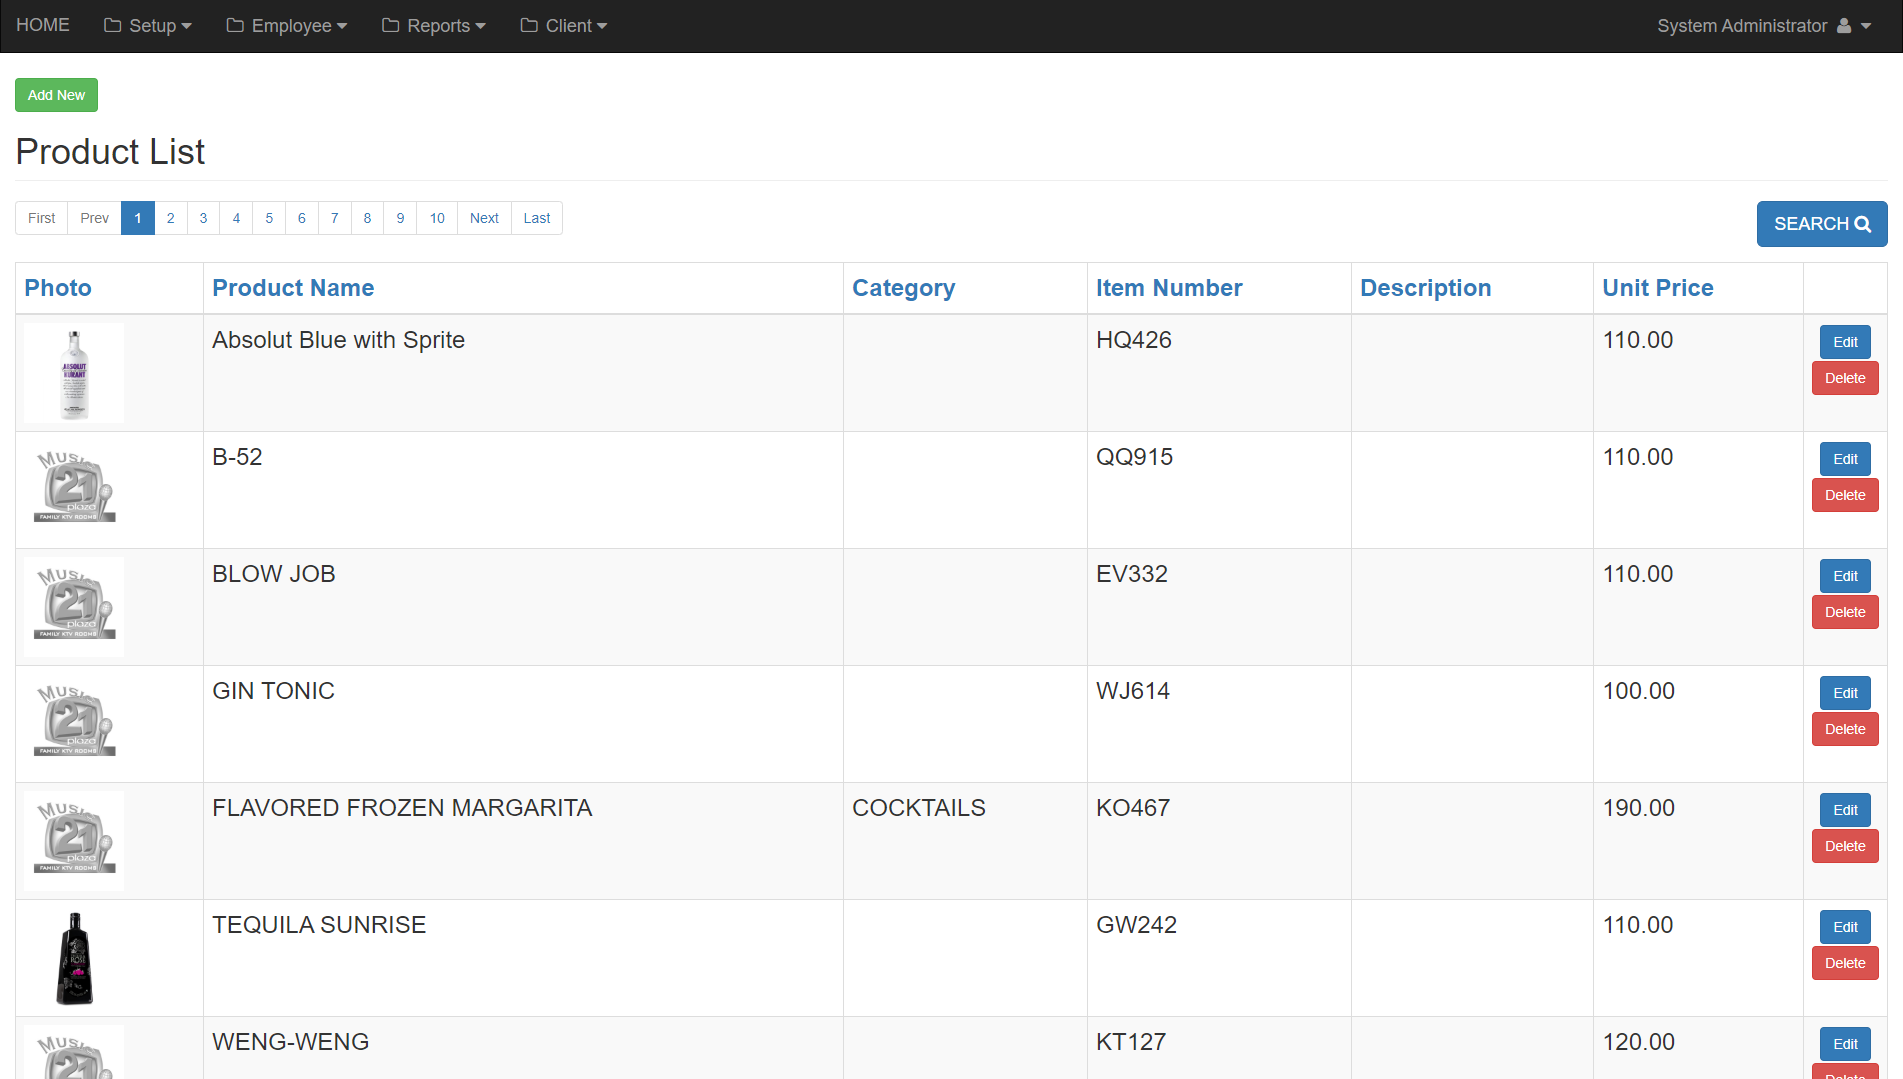 HOME Setup Employee Reports Client System Administrator
Add New
Product List
First Prev 1 2 3 4 5 6 7 8 9 10 Next Last
SEARCH
Photo Product Name Category Item Number Description Unit Price
ABSOLUT
KURANT
Absolut Blue with Sprite HQ426 110.00 Edit
Delete
Music
21
plaza
FAMILY KTV ROOMS
B-52 QQ915 110.00 Edit
Delete
Music
21
plaza
FAMILY KTV ROOMS
BLOW JOB EV332 110.00 Edit
Delete
Music
21
plaza
FAMILY KTV ROOMS
GIN TONIC WJ614 100.00 Edit
Delete
Music
21
plaza
FAMILY KTV ROOMS
FLAVORED FROZEN MARGARITA COCKTAILS KO467 190.00 Edit
Delete
ROSE
TEQUILA SUNRISE GW242 110.00 Edit
Delete
Music
21
WENG-WENG KT127 120.00 Edit
Delete